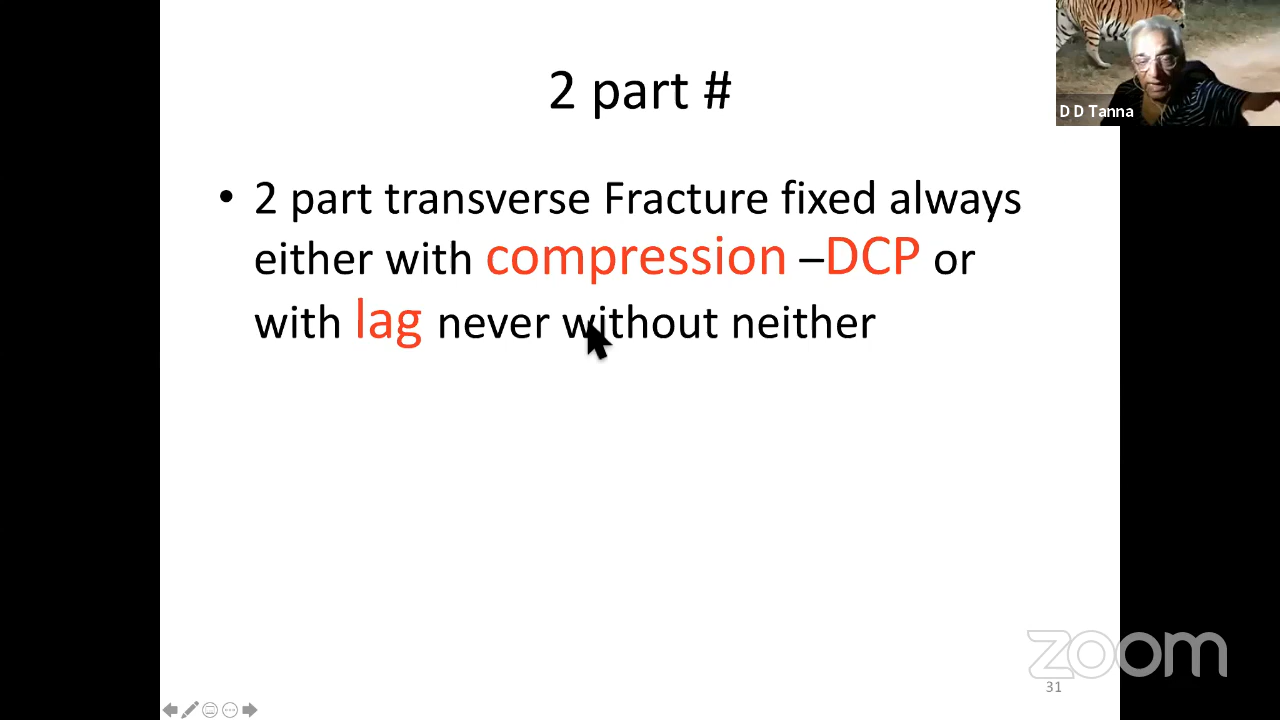 2 part #
D D Tanna
• 2 part transverse Fracture fixed always
either with compression –DCP or
with lag never without neither
zoom
31